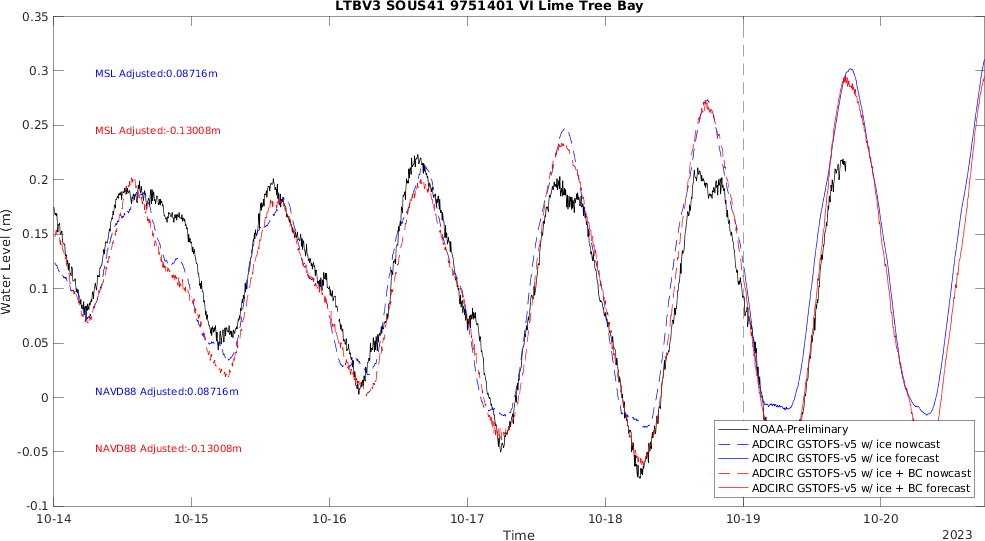 LTBV3 SOUS41 9751401 VI Lime Tree Bay
0.35
0.3
0.25
0.2
0.15
0.1
0.05
0
-0.05
-0.1
Water Level (m)
MSL Adjusted:0.08716m
MSL Adjusted:-0.13008m
NAVD88 Adjusted:0.08716m
NAVD88 Adjusted:-0.13008m
NOAA-Preliminary
ADCIRC GSTOFS-v5 w/ ice nowcast
ADCIRC GSTOFS-v5 w/ ice forecast
ADCIRC GSTOFS-v5 w/ ice + BC nowcast
ADCIRC GSTOFS-v5 w/ ice + BC forecast
10-14 10-15 10-16 10-17 10-18 10-19 10-20
Time
2023